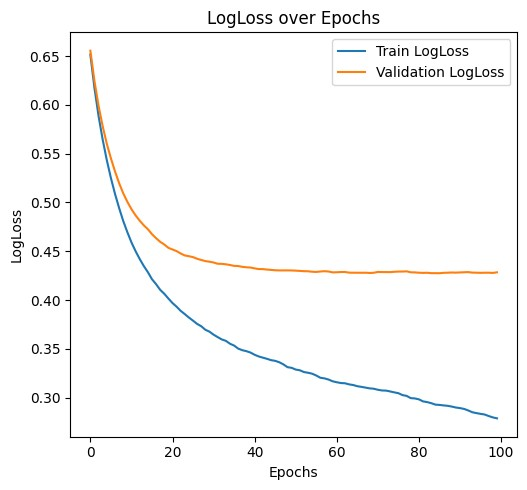 LogLoss over Epochs
Train LogLoss
Validation LogLoss
LogLoss
0.65
0.60
0.55
0.50
0.45
0.40
0.35
0.30
0 20 40 60 80 100
Epochs